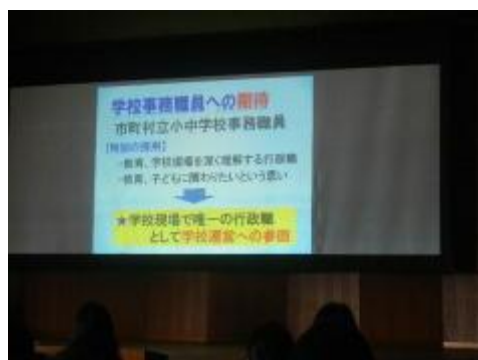 学校事務職員への期待
市町村立小中学校事務職員
【特別の採用】
・教育、学校現場を深く理解する行政職
・教育、子どもに関わりたいという思い
★学校現場で唯一の行政職
として学校運営への参画